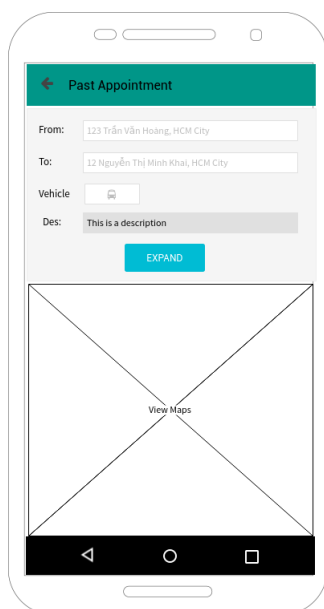 Past Appointment
From: 123 Trần Văn Hoàng, HCM City
To: 12 Nguyễn Thị Minh Khai, HCM City
Vehicle
Des: This is a description
EXPAND
View Maps